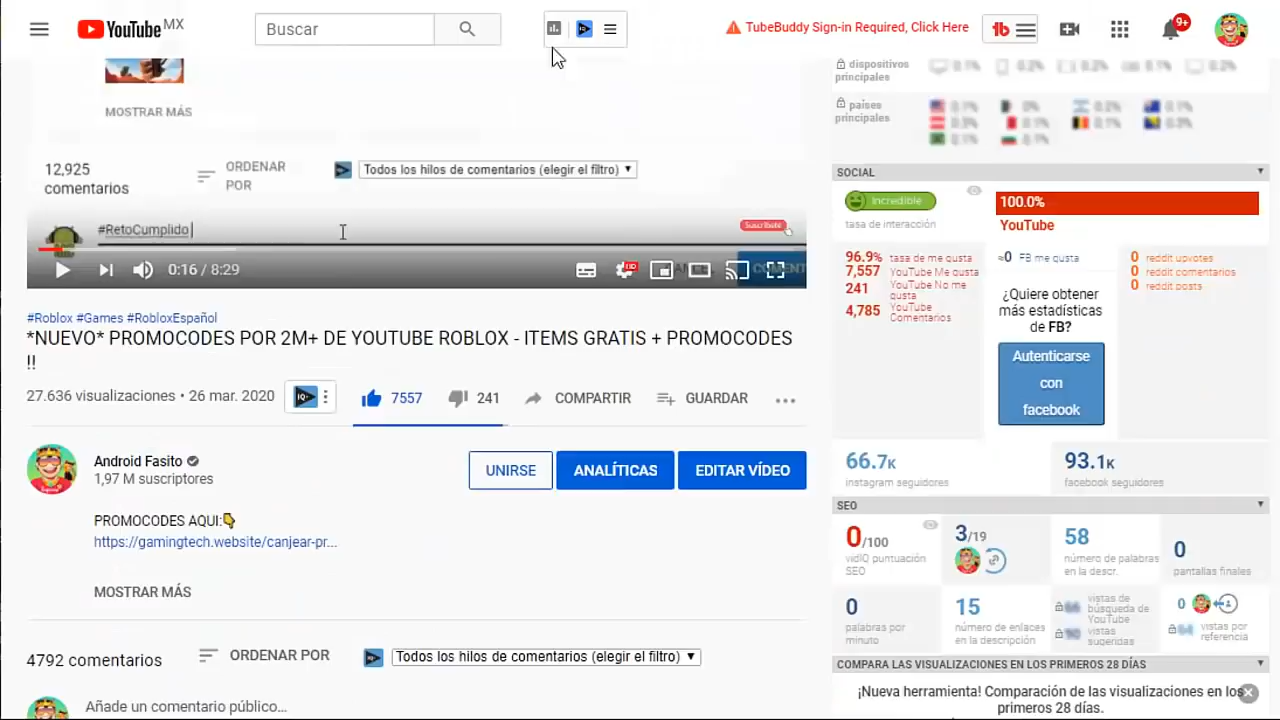 YouTube MX
Buscar
TubeBuddy Sign-in Required, Click Here
9+
MOSTRAR MÁS
12,925
comentarios
ORDENAR
POR
Todos los hilos de comentarios (elegir el filtro)
#RetoCumplido
Suscríbete
0:16 / 8:29
#Roblox #Games #RobloxEspañol
*NUEVO* PROMOCODES POR 2M+ DE YOUTUBE ROBLOX - ITEMS GRATIS + PROMOCODES
!!
27.636 visualizaciones • 26 mar. 2020
7557
241
COMPARTIR
GUARDAR
Android Fasito
1,97 M suscriptores
UNIRSE
ANALÍTICAS
EDITAR VÍDEO
PROMOCODES AQUI:
https://gamingtech.website/canjear-pr...
MOSTRAR MÁS
4792 comentarios
ORDENAR POR
Todos los hilos de comentarios (elegir el filtro)
Añade un comentario público...
dispositivos
principales
países
principales
SOCIAL
Incredible
tasa de interacción
100.0%
YouTube
96.9% tasa de me gusta
7,557 YouTube Me gusta
241 YouTube No me
gusta
4,785 YouTube
Comentarios
≈0 FB me gusta
¿Quiere obtener
más estadísticas
de FB?
Autenticarse
con
facebook
0 reddit upvotes
0 reddit comentarios
0 reddit posts
66.7K
instagram seguidores
93.1K
facebook seguidores
SEO
0/100
vidIQ puntuación
SEO
3/19
58
número de palabras
en la descr.
0
pantallas finales
0
palabras por
minuto
15
número de enlaces
en la descripción
vistas de
búsqueda de
YouTube
vistas
sugeridas
0
vistas por
referencia
COMPARA LAS VISUALIZACIONES EN LOS PRIMEROS 28 DÍAS
¡Nueva herramienta! Comparación de las visualizaciones en los
primeros 28 días.